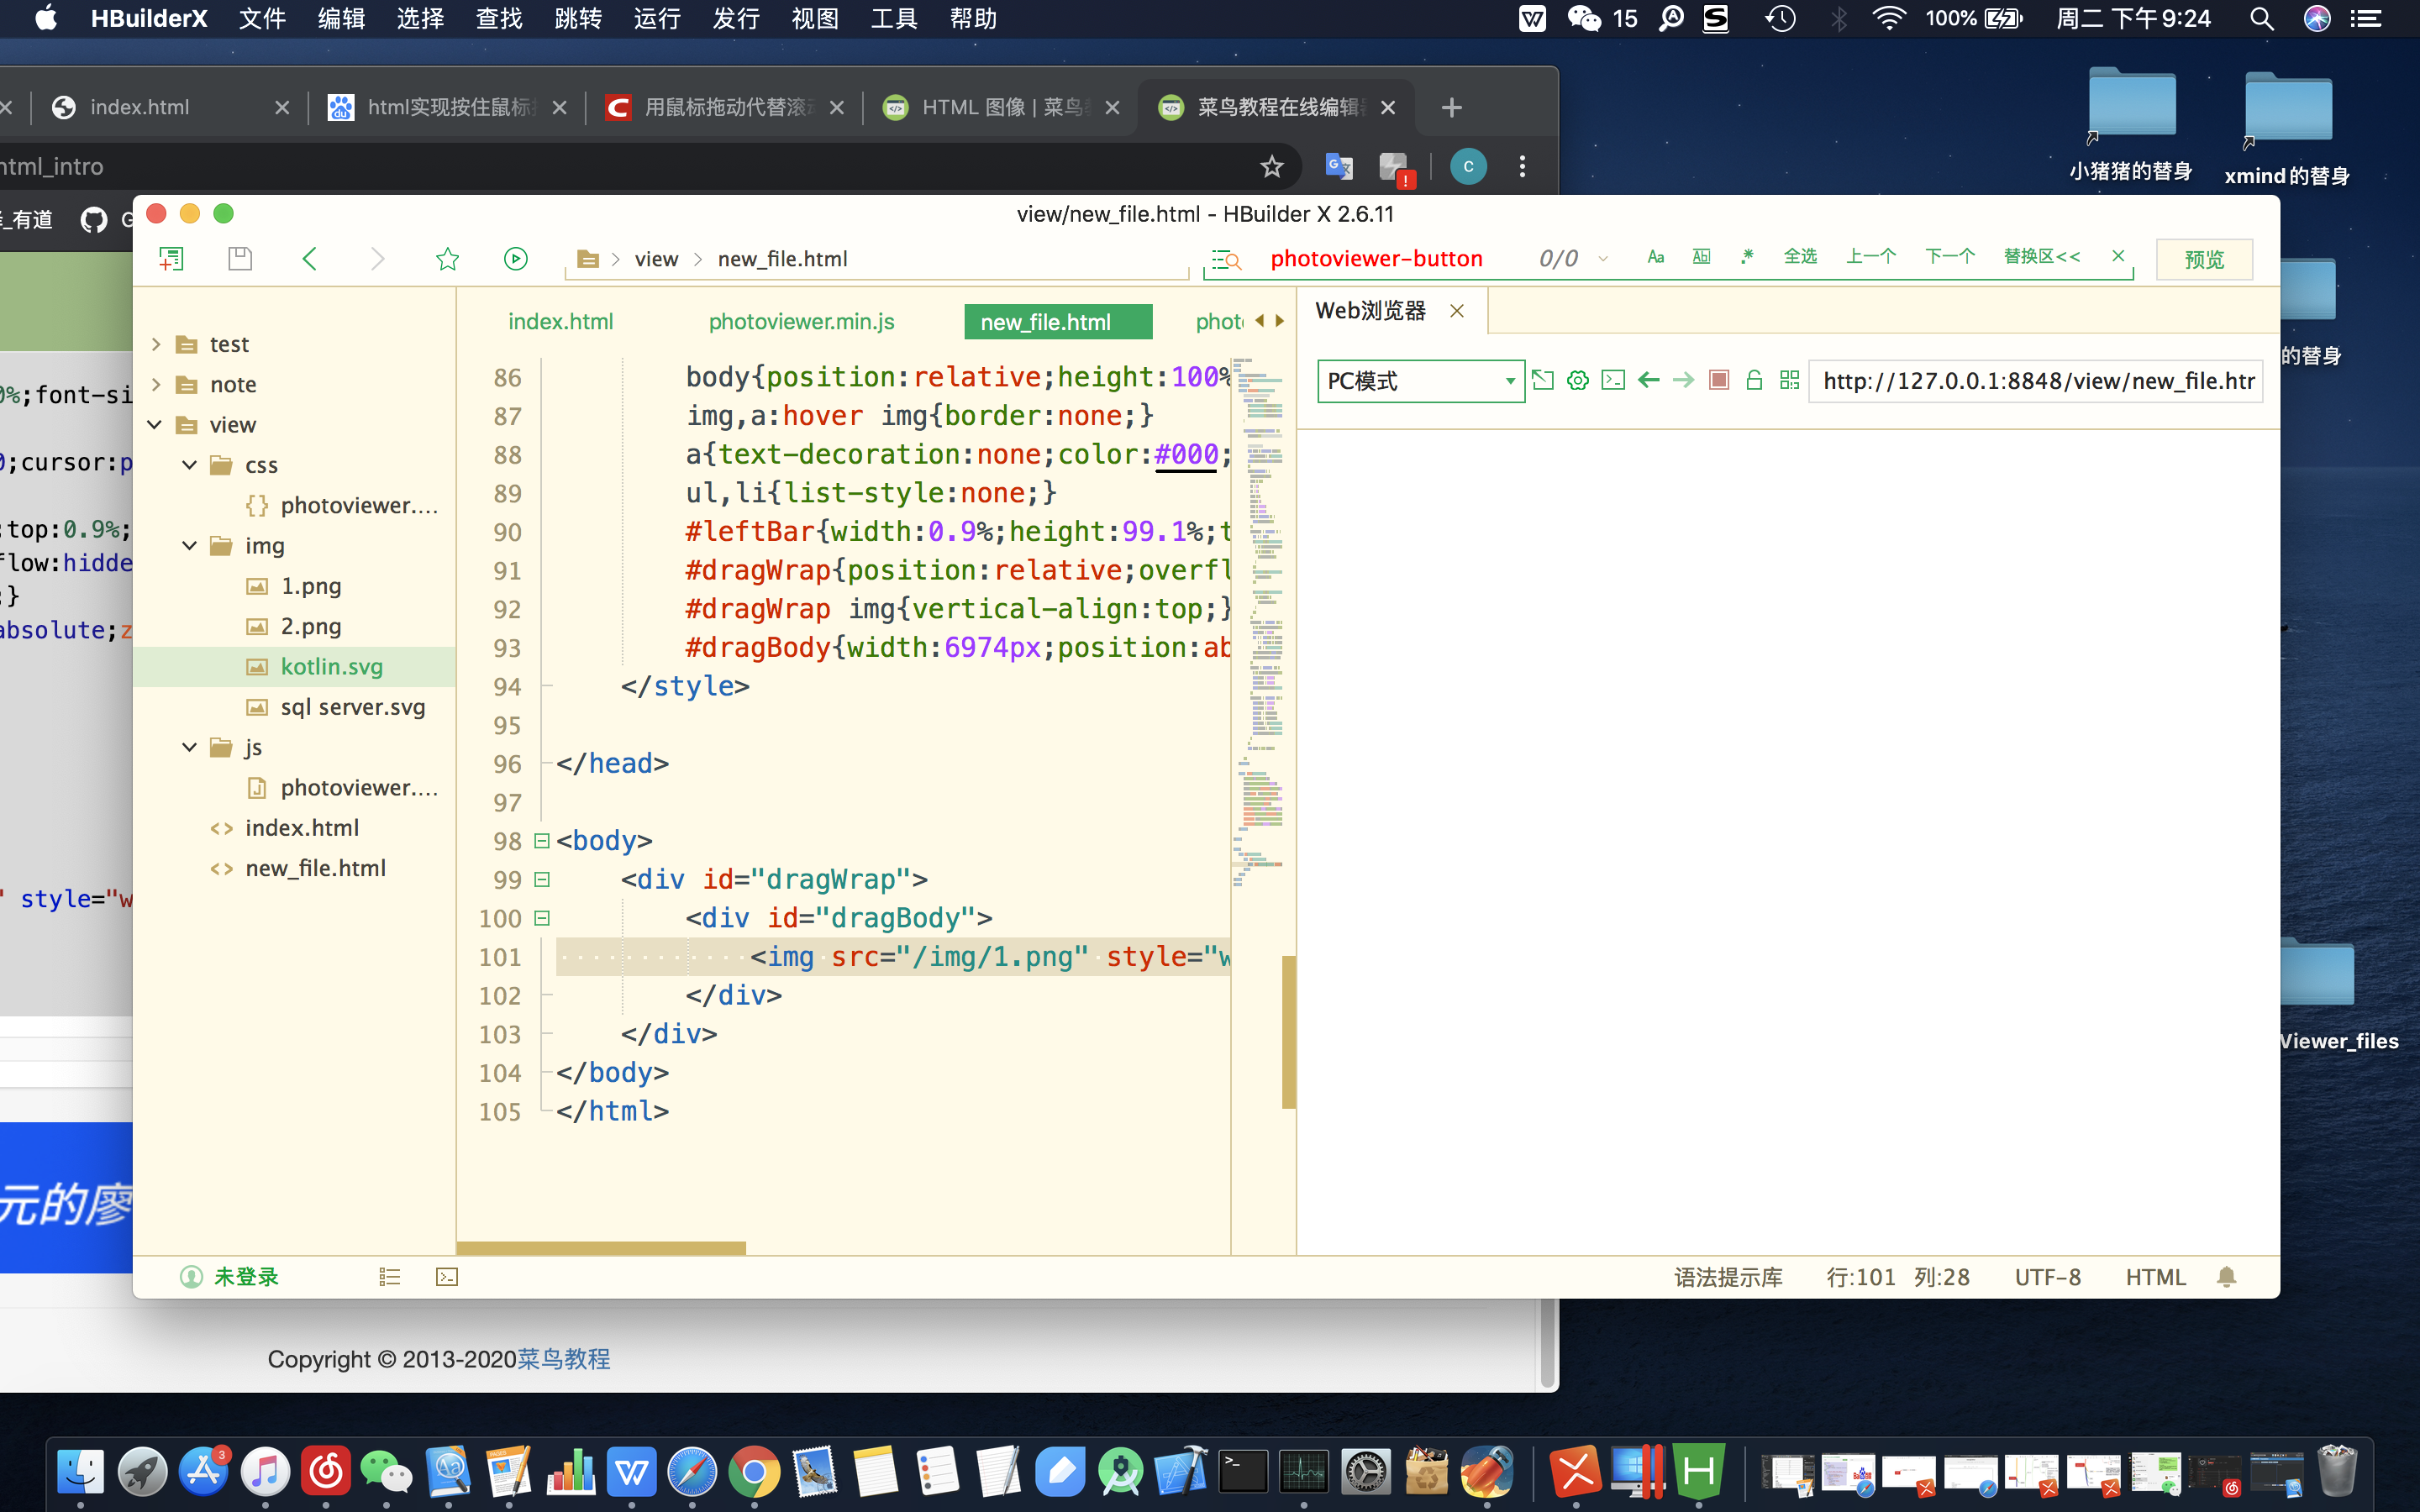 HBuilderX 文件 编辑 选择 查找 跳转 运行 发行 视图 工具 帮助
15 100% 周二 下午 9:24
index.html html实现按住鼠标 用鼠标拖动代替滚 HTML 图像 | 菜鸟 菜鸟教程在线编辑
html_intro
C
_有道
小猪猪的替身
xmind的替身
的替身
Viewer_files
view/new_file.html - HBuilder X 2.6.11
view > new_file.html
photoviewer-button 0/0 Aa Ab .* 全选 上一个 下一个 替换区<< 预览
test
note
view
css
photoviewer....
img
1.png
2.png
kotlin.svg
sql server.svg
js
photoviewer....
index.html
new_file.html
index.html photoviewer.min.js new_file.html phot
86 body{position:relative;height:100%
87 img,a:hover img{border:none;}
88 a{text-decoration:none;color:#000;
89 ul,li{list-style:none;}
90 #leftBar{width:0.9%;height:99.1%;t
91 #dragWrap{position:relative;overfl
92 #dragWrap img{vertical-align:top;}
93 #dragBody{width:6974px;position:ab
94 </style>
95
96 </head>
97
98 <body>
99 <div id="dragWrap">
100 <div id="dragBody">
101 <img src="/img/1.png" style="w
102 </div>
103 </div>
104 </body>
105 </html>
Web浏览器
PC模式 http://127.0.0.1:8848/view/new_file.htr
未登录
语法提示库 行:101 列:28 UTF-8 HTML
%;font-si
;cursor:p
:top:0.9%;
flow:hidde
;}
absolute;z
" style="w
元的廖
Copyright © 2013-2020菜鸟教程
3